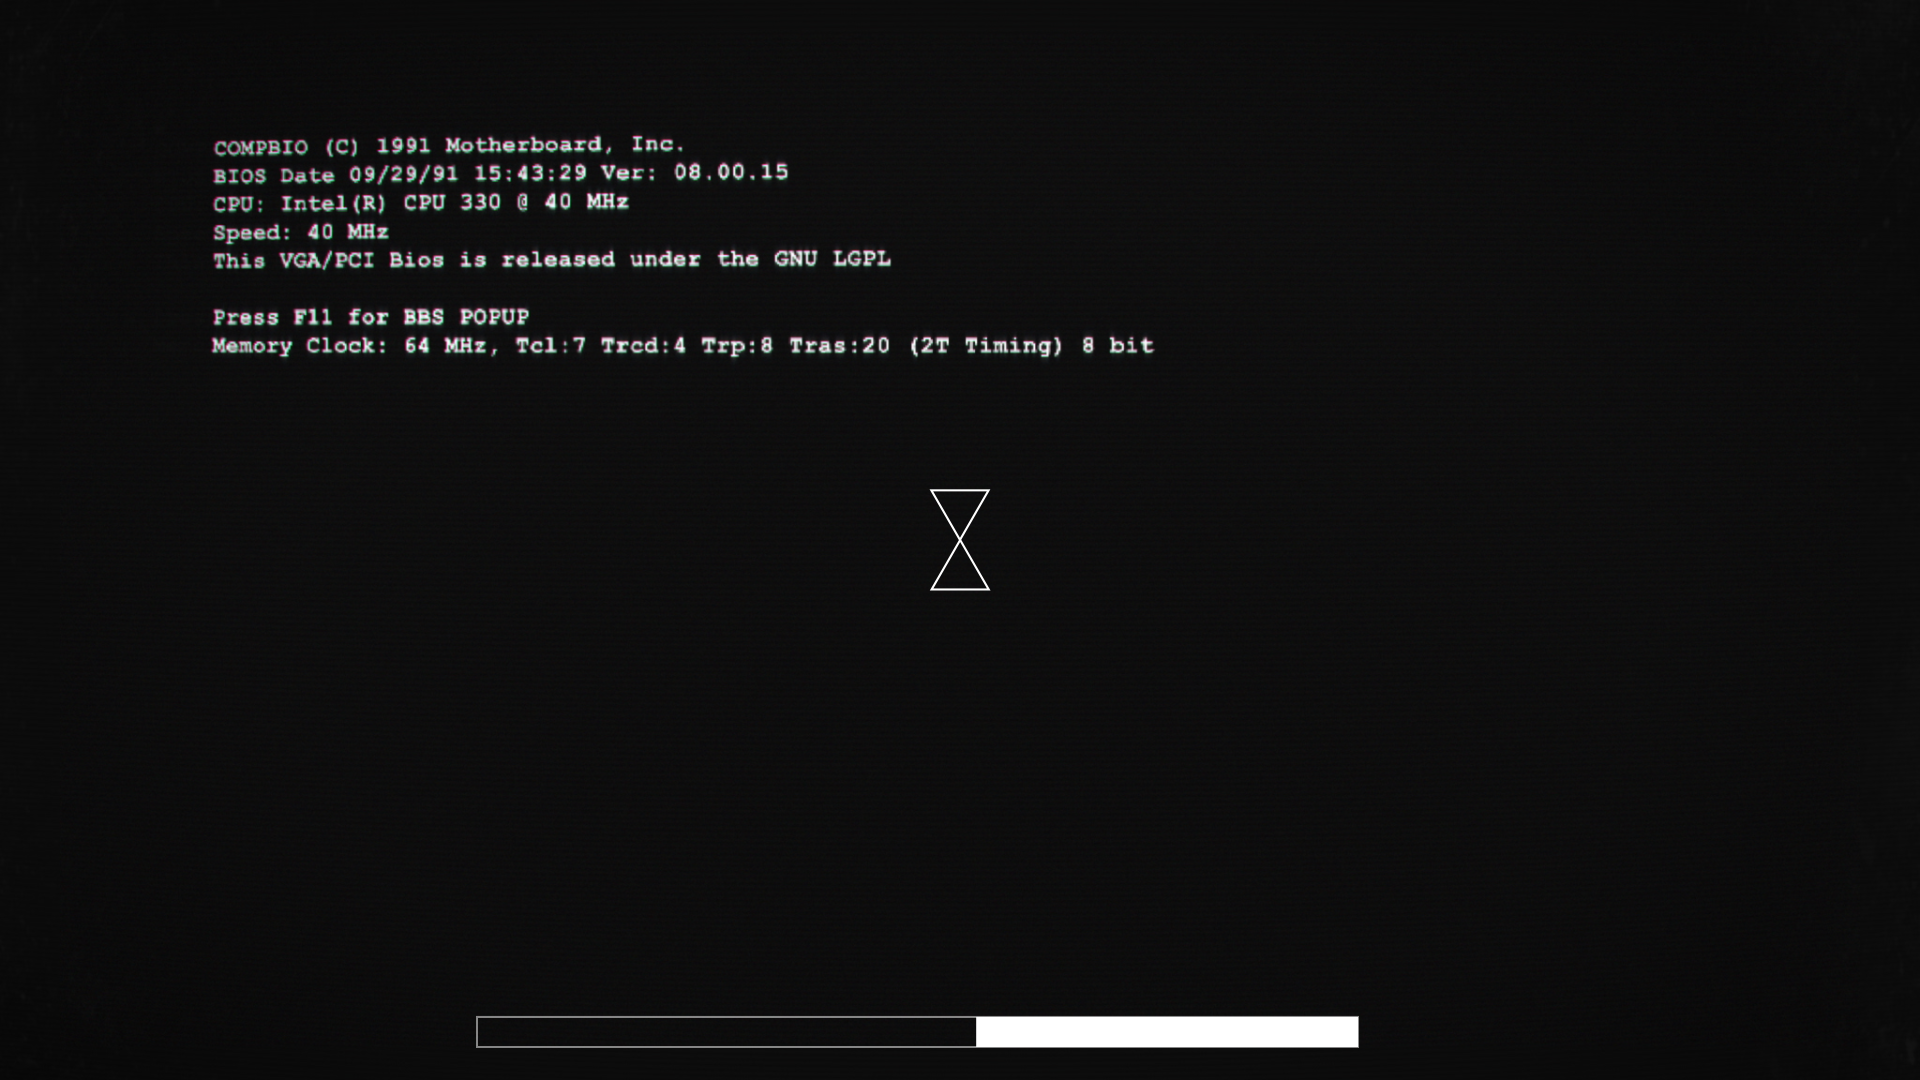 COMPBIO (C) 1991 Motherboard, Inc.
BIOS Date 09/29/91 15:43:29 Ver: 08.00.15
CPU: Intel(R) CPU 330 @ 40 MHz
Speed: 40 MHz
This VGA/PCI Bios is released under the GNU LGPL
Press F11 for BBS POPUP
Memory Clock: 64 MHz, Tcl:7 Trcd:4 Trp:8 Tras:20 (2T Timing) 8 bit